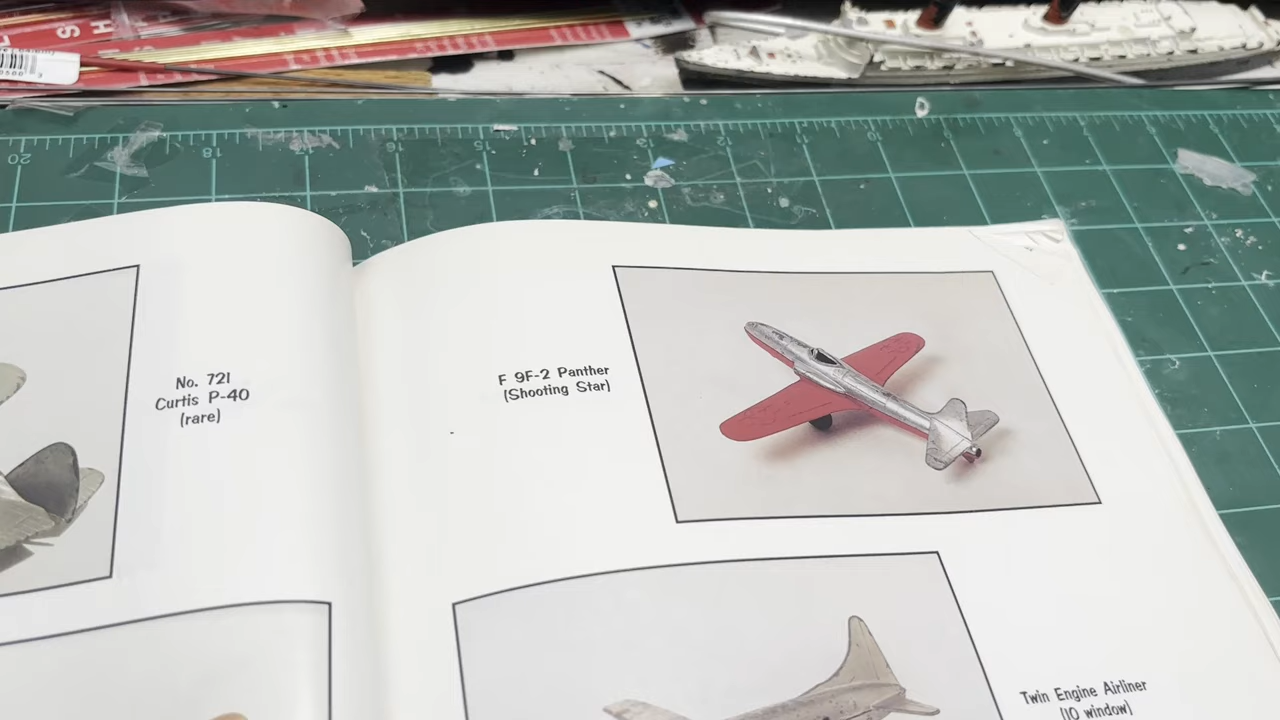 20
18
16
15
13
12
10
No. 721
Curtis P-40
(rare)
F 9F-2 Panther
(Shooting Star)
Twin Engine Airliner
(10 window)